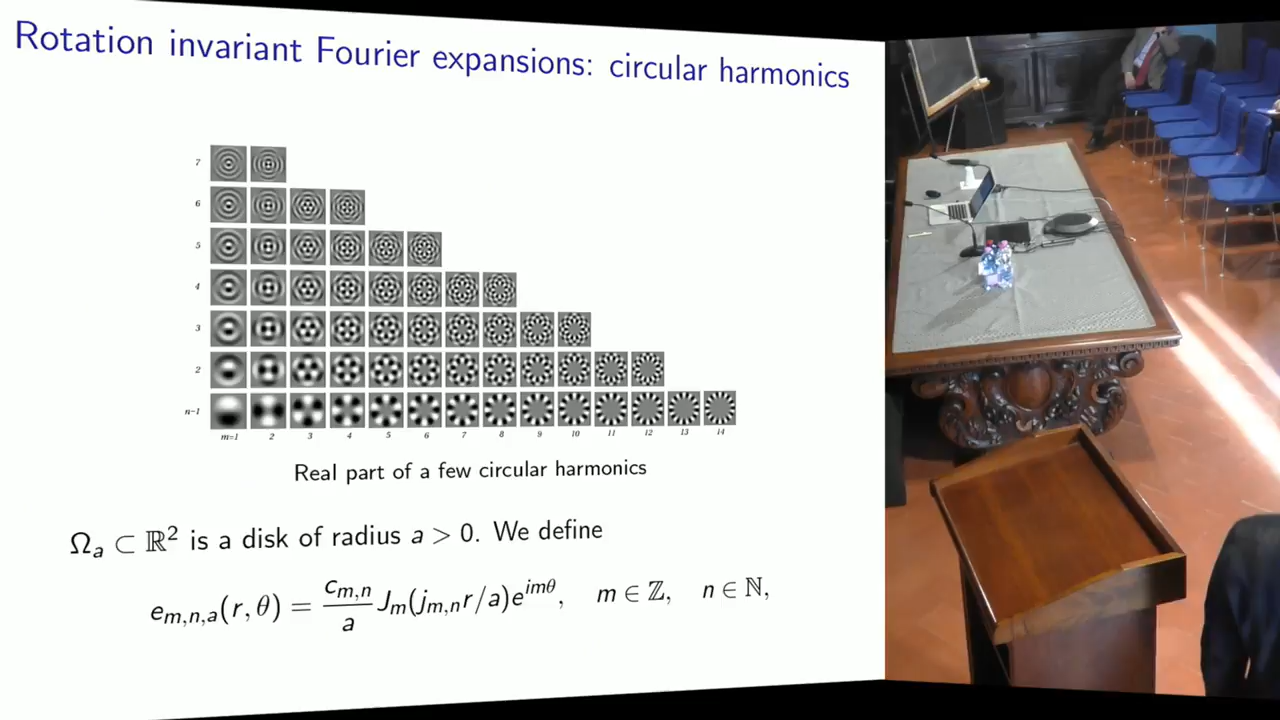 Rotation invariant Fourier expansions: circular harmonics
7
6
5
4
3
2
n=1
m=1 2 3 4 5 6 7 8 9 10 11 12 13 14
Real part of a few circular harmonics
Ωₐ ⊂ ℝ² is a disk of radius a > 0. We define
e_{m,n,a}(r, θ) = \frac{c_{m,n}}{a} J_m(j_{m,n}r/a)e^{imθ}, m ∈ ℤ, n ∈ ℕ,